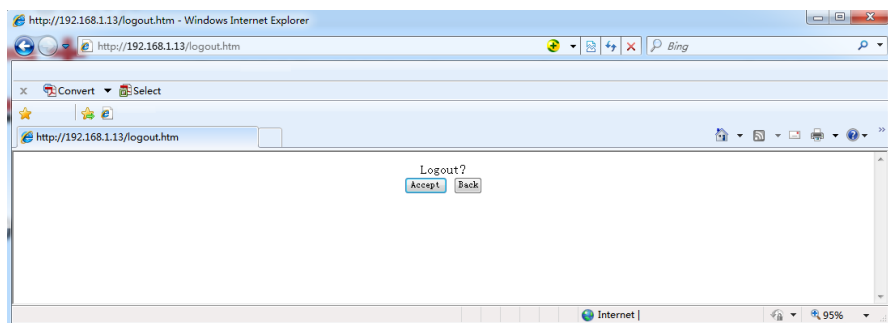 http://192.168.1.13/logout.htm - Windows Internet Explorer
http://192.168.1.13/logout.htm Bing
x Convert Select
http://192.168.1.13/logout.htm
Logout?
Accept Back
Internet 95%